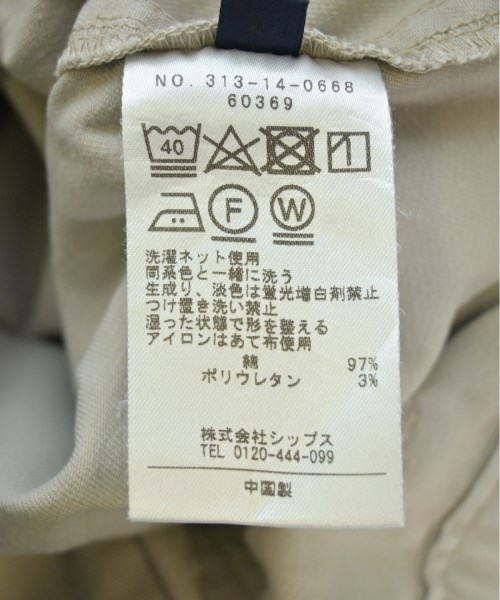 NO. 313-14-0668
60369
40
F W
洗濯ネット使用
同系色と一緒に洗う
生成り、淡色は蛍光増白剤禁止
つけ置き洗い禁止
湿った状態で形を整える
アイロンはあて布使用
綿 97%
ポリウレタン 3%
株式会社シップス
TEL 0120-444-099
中国製